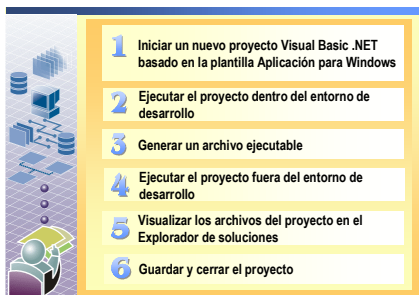 1 Iniciar un nuevo proyecto Visual Basic .NET
basado en la plantilla Aplicación para Windows
2 Ejecutar el proyecto dentro del entorno de
desarrollo
3 Generar un archivo ejecutable
4 Ejecutar el proyecto fuera del entorno de
desarrollo
5 Visualizar los archivos del proyecto en el
Explorador de soluciones
6 Guardar y cerrar el proyecto